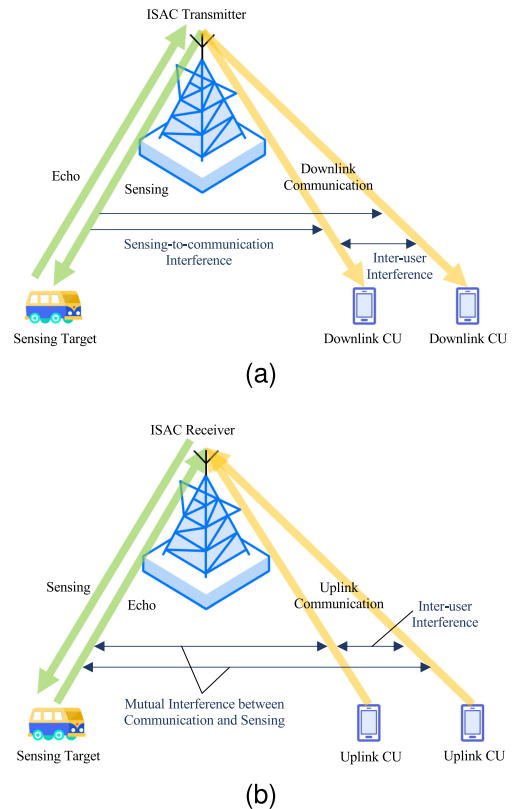 ISAC Transmitter
Echo
Sensing
Downlink
Communication
Sensing-to-communication
Interference
Inter-user
Interference
Sensing Target
Downlink CU
Downlink CU
(a)
ISAC Receiver
Sensing
Echo
Uplink
Communication
Inter-user
Interference
Mutual Interference between
Communication and Sensing
Sensing Target
Uplink CU
Uplink CU
(b)